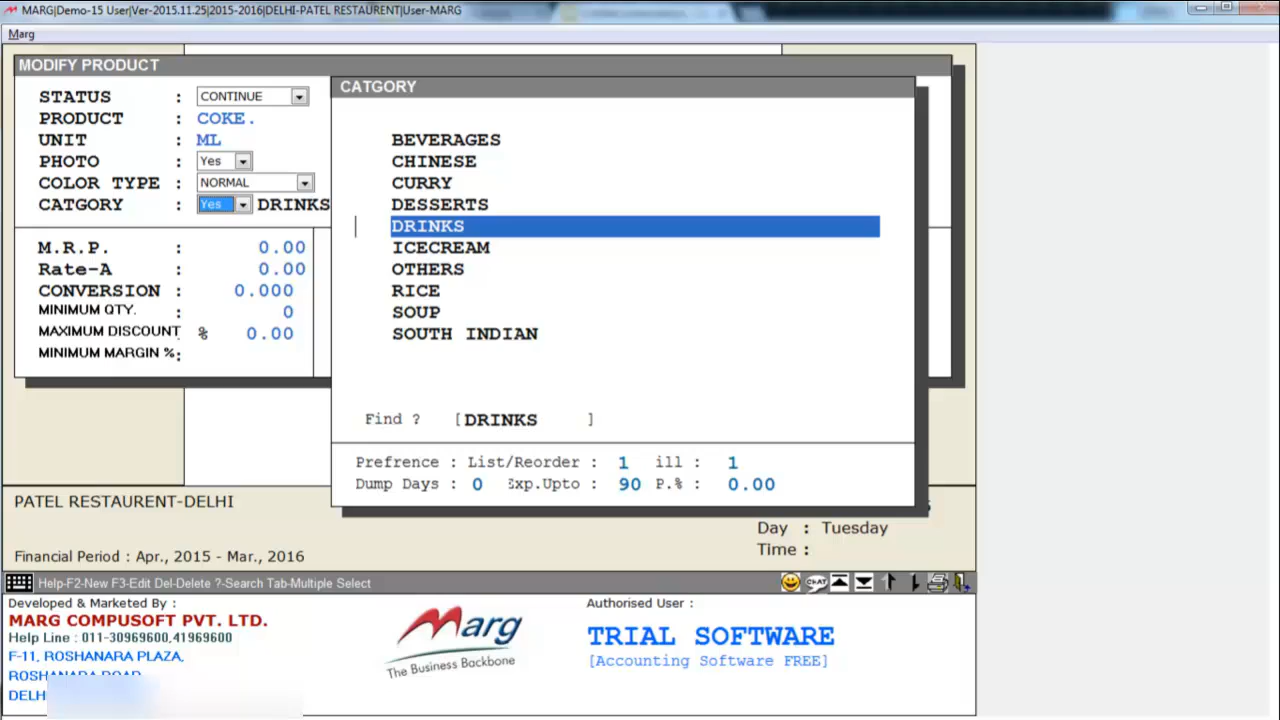 MARG|Demo-15 User|Ver-2015.11.25|2015-2016|DELHI-PATEL RESTAURENT|User-MARG
Marg
MODIFY PRODUCT
STATUS : CONTINUE
PRODUCT : COKE.
UNIT : ML
PHOTO : Yes
COLOR TYPE : NORMAL
CATGORY : Yes DRINKS
M.R.P. : 0.00
Rate-A : 0.00
CONVERSION : 0.000
MINIMUM QTY. : 0
MAXIMUM DISCOUNT % 0.00
MINIMUM MARGIN %:
CATGORY
BEVERAGES
CHINESE
CURRY
DESSERTS
DRINKS
ICECREAM
OTHERS
RICE
SOUP
SOUTH INDIAN
Find ? [DRINKS ]
Prefrence : List/Reorder : 1 ill : 1
Dump Days : 0 Exp.Upto : 90 P.% : 0.00
PATEL RESTAURENT-DELHI
Day : Tuesday
Time :
Financial Period : Apr., 2015 - Mar., 2016
Help-F2-New F3-Edit Del-Delete ?-Search Tab-Multiple Select
CHAT
Developed & Marketed By :
MARG COMPUSOFT PVT. LTD.
Help Line : 011-30969600,41969600
F-11, ROSHANARA PLAZA,
ROSHANARA ROAD
DELH
Marg
The Business Backbone
Authorised User :
TRIAL SOFTWARE
[Accounting Software FREE]